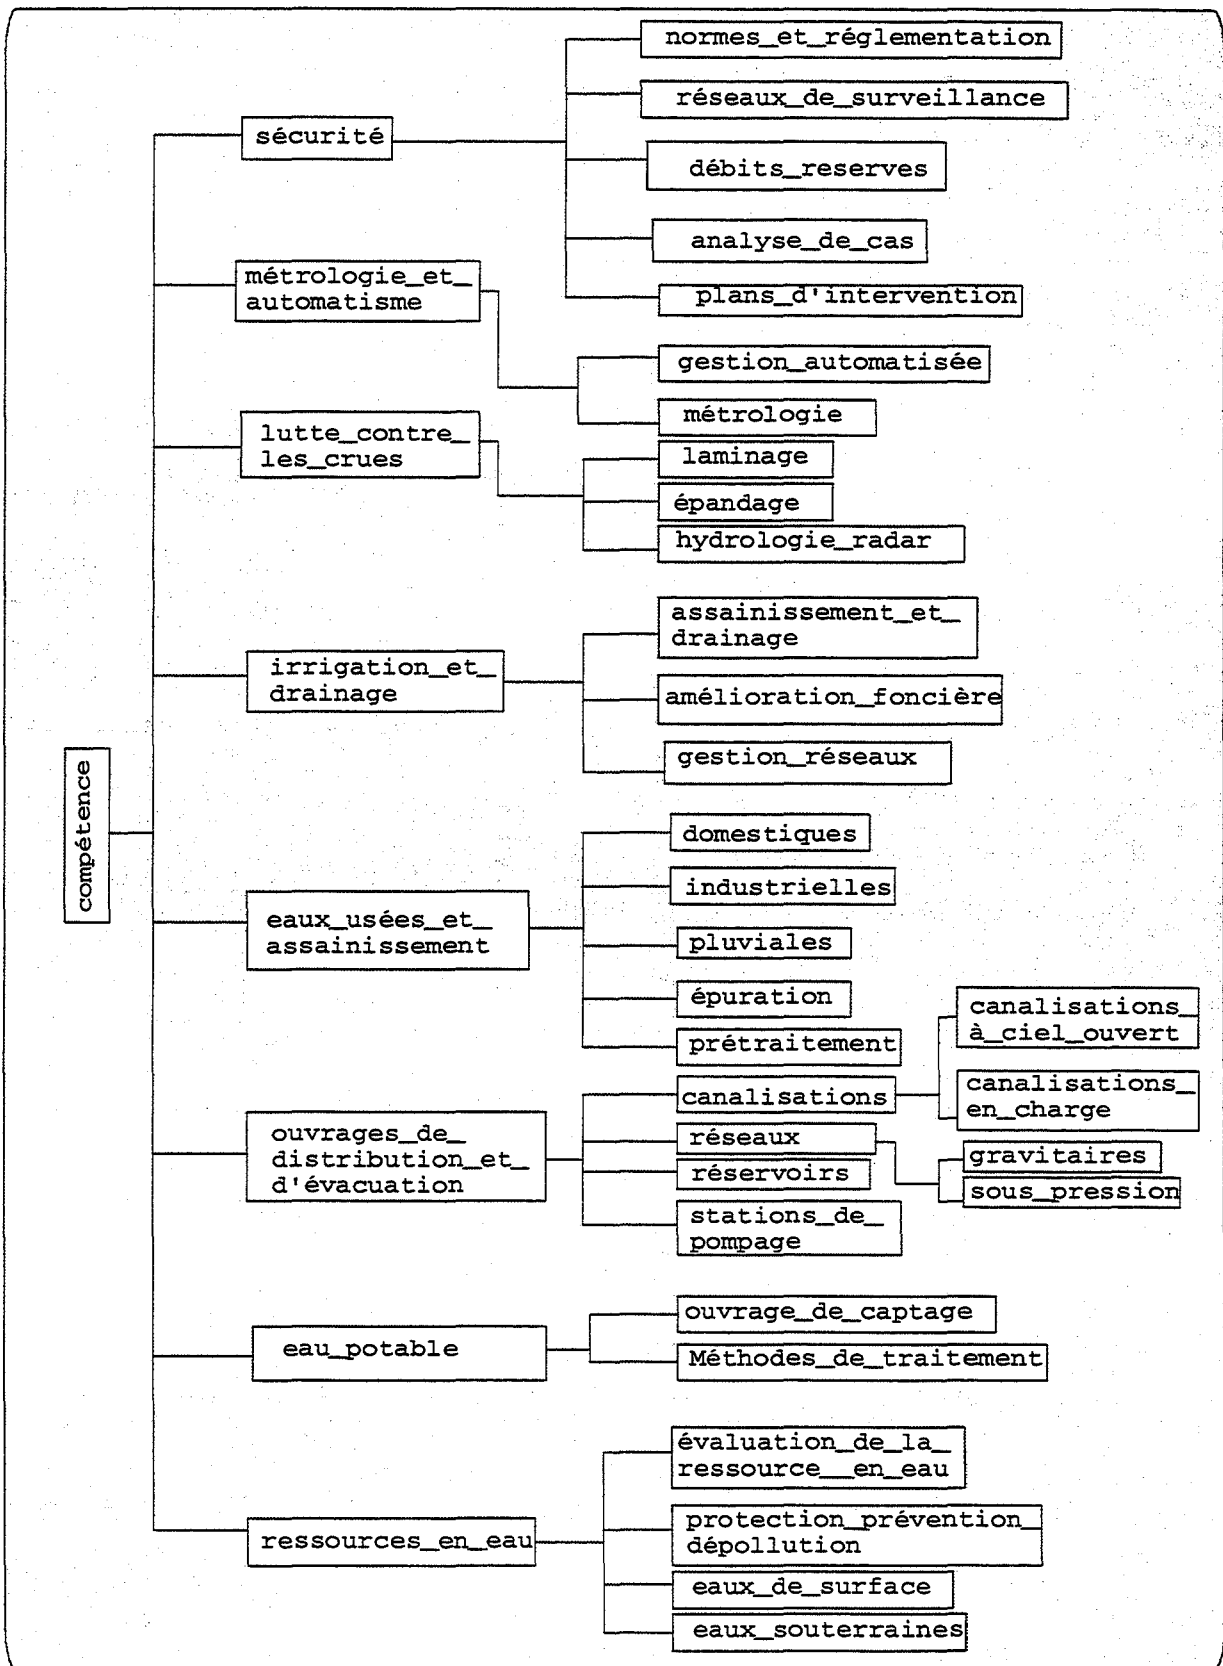 compétence
sécurité
normes_et_réglementation
réseaux_de_surveillance
débits_reserves
analyse_de_cas
plans_d'intervention
métrologie_et_
automatisme
gestion_automatisée
métrologie
lutte_contre_
les_crues
laminage
épandage
hydrologie_radar
irrigation_et_
drainage
assainissement_et_
drainage
amélioration_foncière
gestion_réseaux
eaux_usées_et_
assainissement
domestiques
industrielles
pluviales
épuration
prétraitement
ouvrages_de_
distribution_et_
d'évacuation
canalisations
canalisations_
à_ciel_ouvert
canalisations_
en_charge
réseaux
gravitaires
sous_pression
réservoirs
stations_de_
pompage
eau_potable
ouvrage_de_captage
Méthodes_de_traitement
ressources_en_eau
évaluation_de_la_
ressource__en_eau
protection_prévention_
dépollution
eaux_de_surface
eaux_souterraines